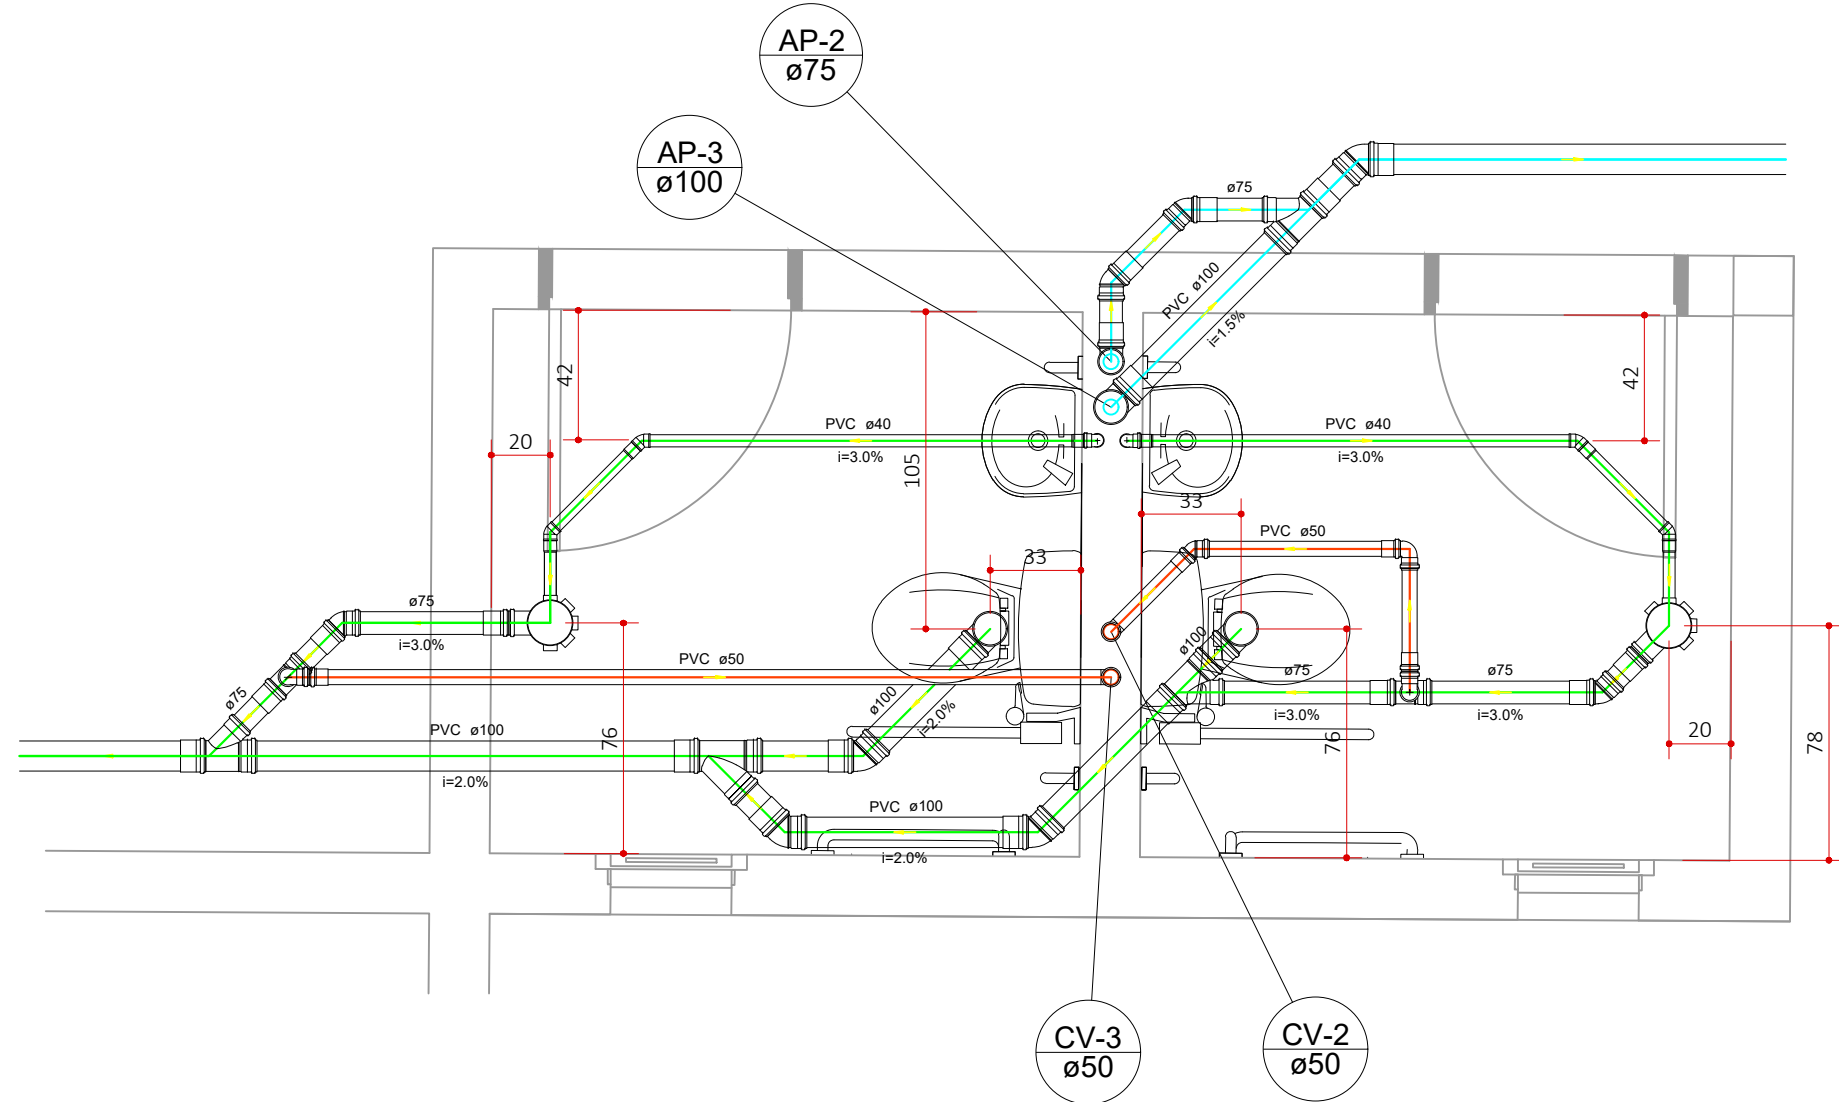 AP-2
ø75
AP-3
ø100
ø75
PVC ø100
i=1.5%
42
42
20
PVC ø40
i=3.0%
PVC ø40
i=3.0%
105
33
33
PVC ø50
ø75
i=3.0%
PVC ø50
ø100
ø75
i=3.0%
ø75
i=3.0%
ø75
ø100
i=2.0%
PVC ø100
i=2.0%
76
76
20
78
PVC ø100
i=2.0%
CV-3
ø50
CV-2
ø50